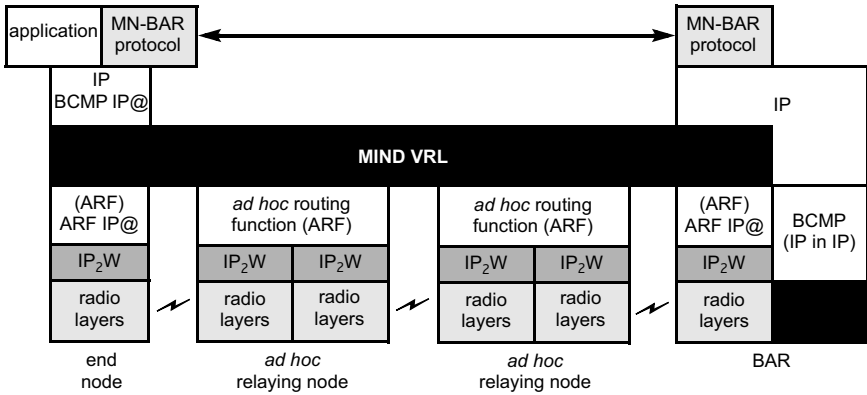 application
MN-BAR
protocol
MN-BAR
protocol
IP
BCMP IP@
IP
MIND VRL
(ARF)
ARF IP@
ad hoc routing
function (ARF)
ad hoc routing
function (ARF)
(ARF)
ARF IP@
BCMP
(IP in IP)
IP₂W
IP₂W
IP₂W
IP₂W
IP₂W
IP₂W
radio
layers
radio
layers
radio
layers
radio
layers
radio
layers
radio
layers
end
node
ad hoc
relaying node
ad hoc
relaying node
BAR